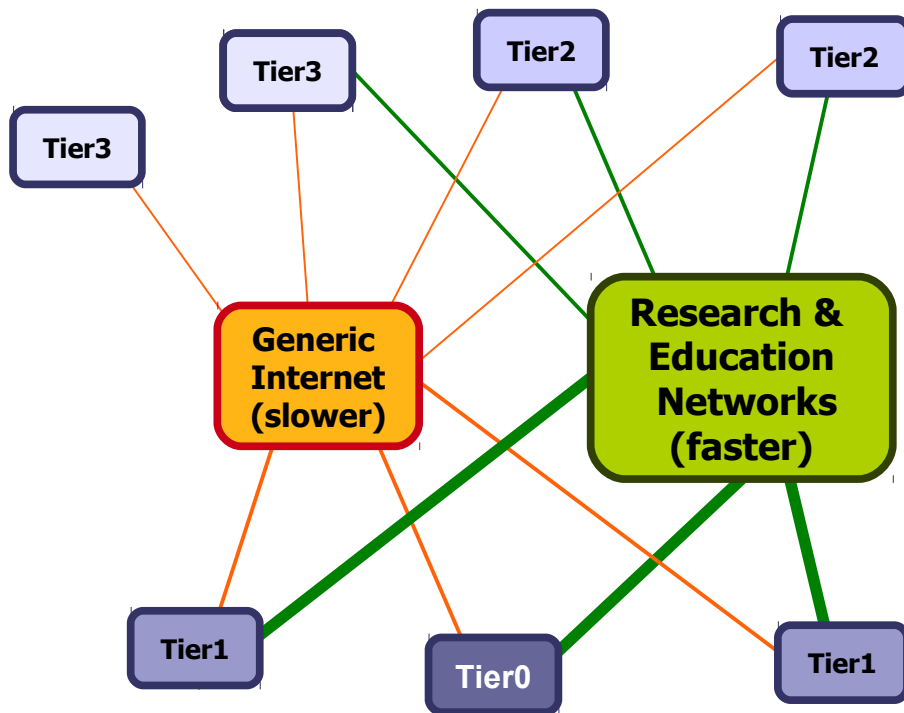 Tier3
Tier2
Tier2
Tier3
Generic
Internet
(slower)
Research &
Education
Networks
(faster)
Tier1
Tier0
Tier1